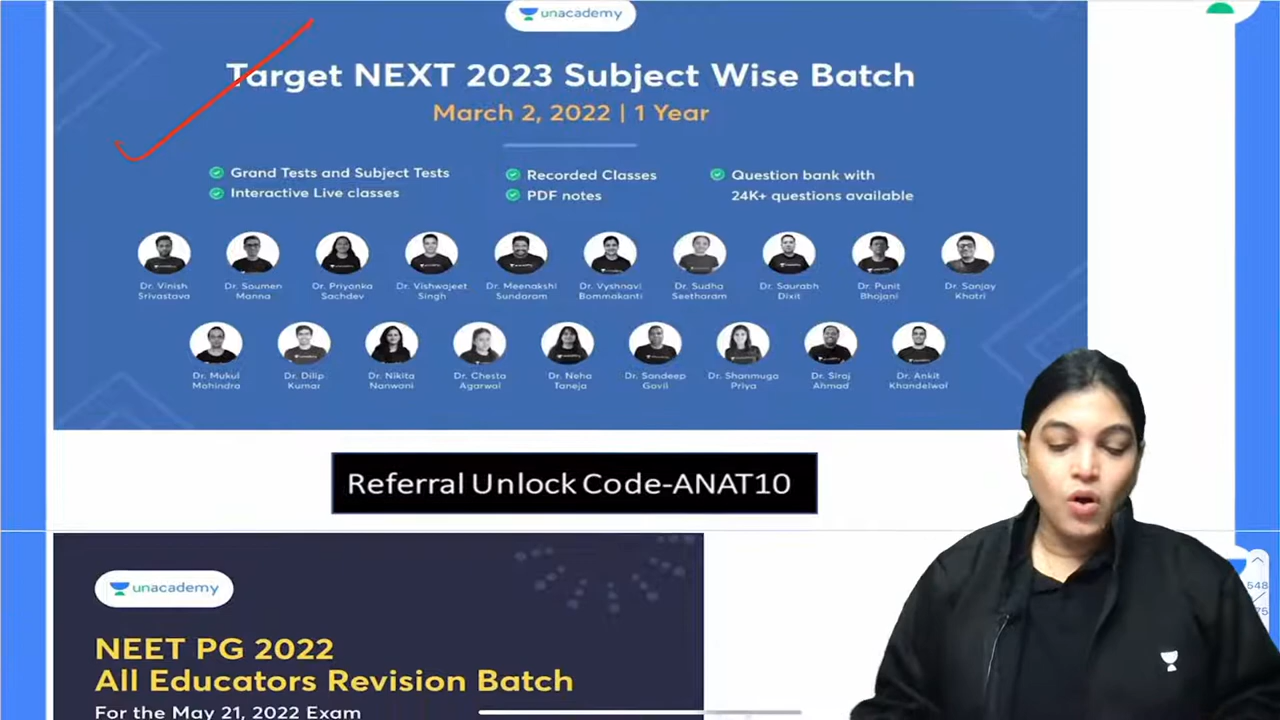 unacademy
Target NEXT 2023 Subject Wise Batch
March 2, 2022 | 1 Year
Grand Tests and Subject Tests
Interactive Live classes
Recorded Classes
PDF notes
Question bank with
24K+ questions available
Dr. Vinish
Srivastava
Dr. Soumen
Manna
Dr. Priyanka
Sachdev
Dr. Vishwajeet
Singh
Dr. Meenakshi
Sundaram
Dr. Vyshnavi
Bommakanti
Dr. Sudha
Seetharam
Dr. Saurabh
Dixit
Dr. Punit
Bhojani
Dr. Sanjay
Khatri
Dr. Mukul
Mohindra
Dr. Dilip
Kumar
Dr. Nikita
Nanwani
Dr. Chesta
Agarwal
Dr. Neha
Taneja
Dr. Sandeep
Govil
Dr. Shanmuga
Priya
Dr. Siraj
Ahmad
Dr. Ankit
Khandelwal
Referral Unlock Code-ANAT10
unacademy
NEET PG 2022
All Educators Revision Batch
For the May 21, 2022 Exam
548